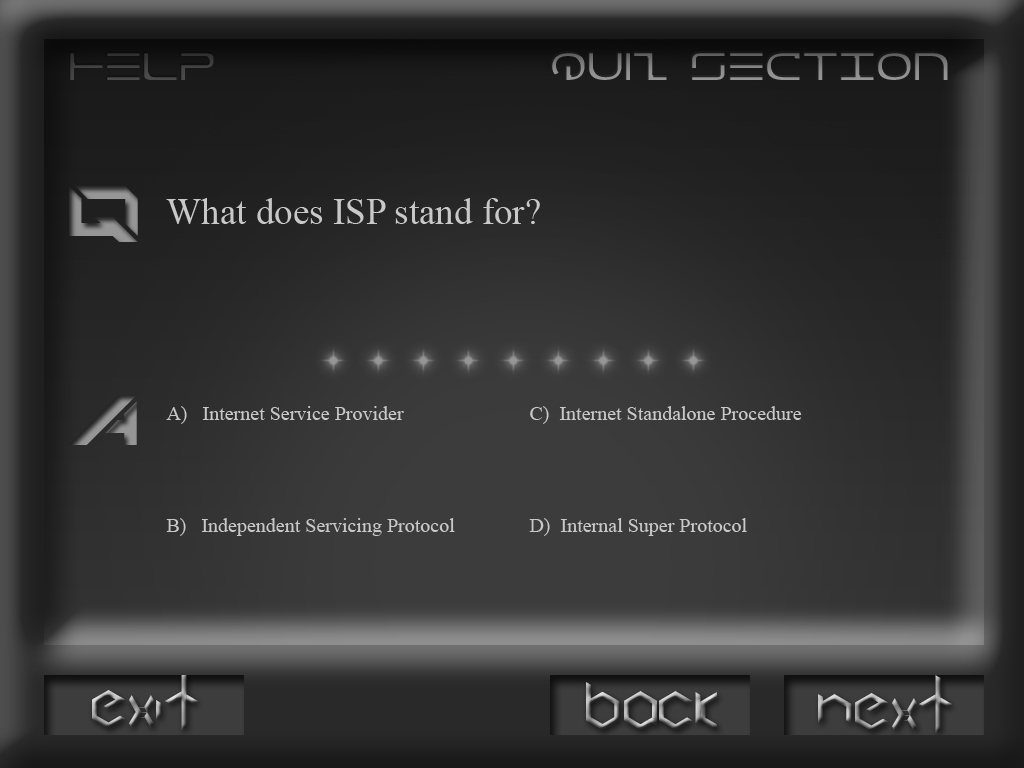 HELP QUIZ SECTION
Q What does ISP stand for?
A A) Internet Service Provider C) Internet Standalone Procedure
B) Independent Servicing Protocol D) Internal Super Protocol
exit back next